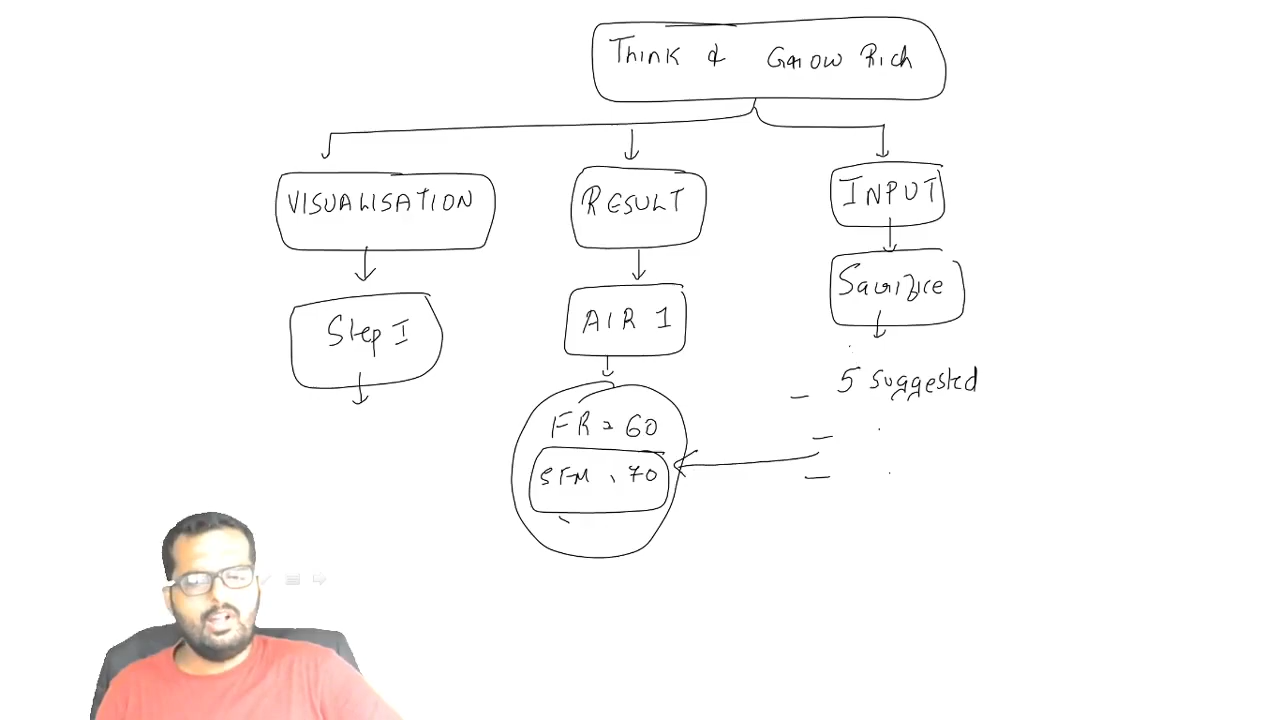 THINK & GROW RICH
VISUALISATION
RESULT
INPUT
Step I
AIR 1
Sacrifice
5 suggested
FR = 60
SFM . 70